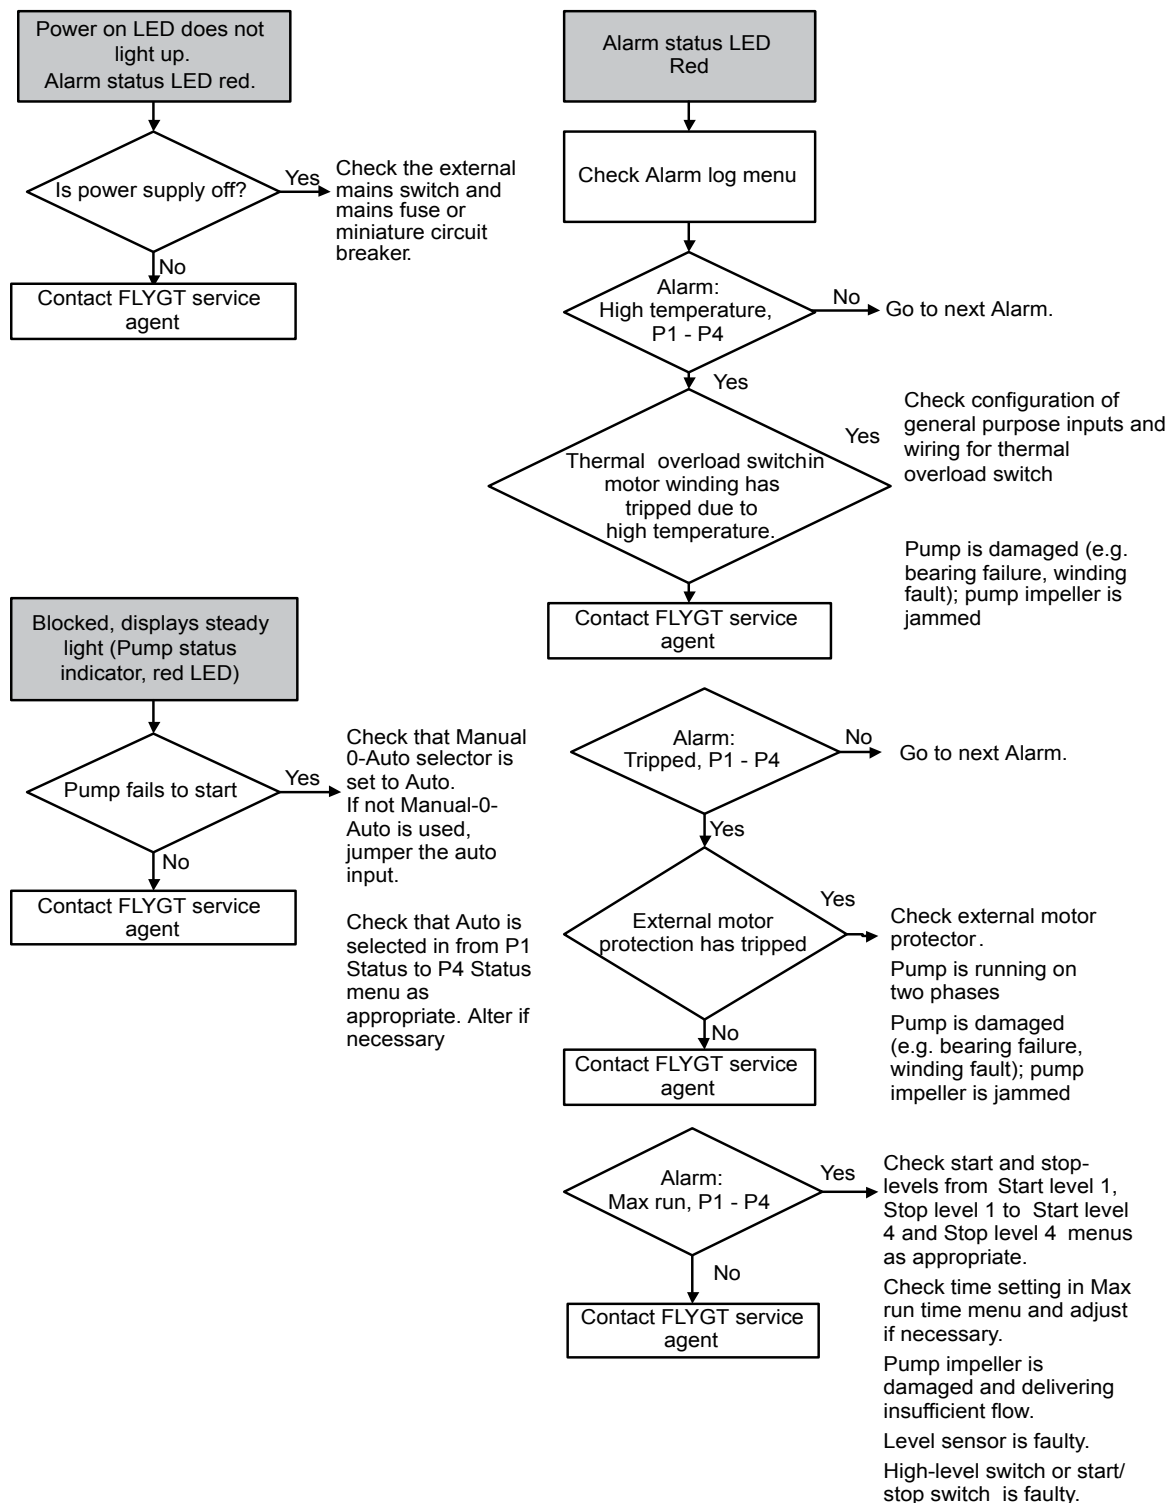 Power on LED does not
light up.
Alarm status LED red.
Is power supply off?
Yes
Check the external
mains switch and
mains fuse or
miniature circuit
breaker.
No
Contact FLYGT service
agent
Blocked, displays steady
light (Pump status
indicator, red LED)
Pump fails to start
Yes
Check that Manual
0-Auto selector is
set to Auto.
If not Manual-0-
Auto is used,
jumper the auto
input.
Check that Auto is
selected in from P1
Status to P4 Status
menu as
appropriate. Alter if
necessary
No
Contact FLYGT service
agent
Alarm status LED
Red
Check Alarm log menu
Alarm:
High temperature,
P1 - P4
No
Go to next Alarm.
Yes
Thermal overload switchin
motor winding has
tripped due to
high temperature.
Yes
Check configuration of
general purpose inputs and
wiring for thermal
overload switch
Pump is damaged (e.g.
bearing failure, winding
fault); pump impeller is
jammed
Contact FLYGT service
agent
Alarm:
Tripped, P1 - P4
No
Go to next Alarm.
Yes
External motor
protection has tripped
Yes
Check external motor
protector.
Pump is running on
two phases
Pump is damaged
(e.g. bearing failure,
winding fault); pump
impeller is jammed
No
Contact FLYGT service
agent
Alarm:
Max run, P1 - P4
Yes
Check start and stop-
levels from Start level 1,
Stop level 1 to Start level
4 and Stop level 4 menus
as appropriate.
Check time setting in Max
run time menu and adjust
if necessary.
Pump impeller is
damaged and delivering
insufficient flow.
Level sensor is faulty.
High-level switch or start/
stop switch is faulty.
No
Contact FLYGT service
agent